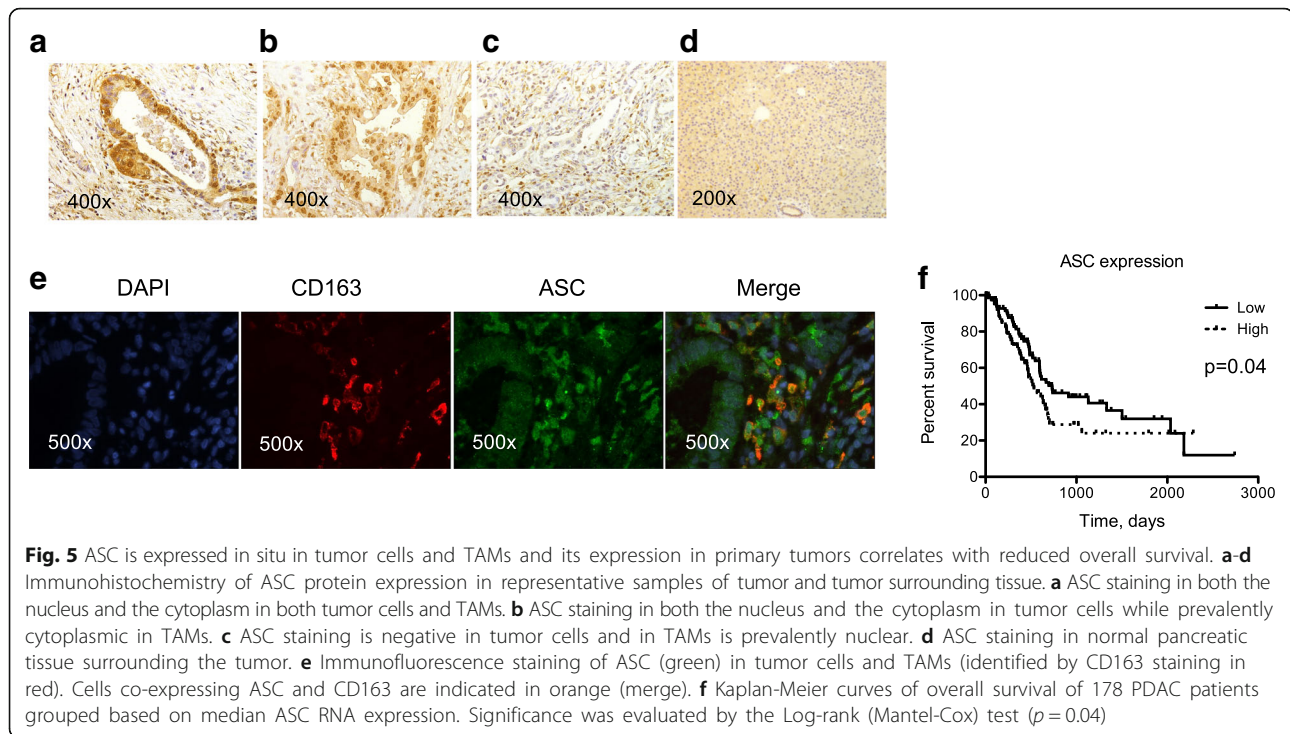 a b c d
400x 400x 400x 200x
e DAPI CD163 ASC Merge
500x 500x 500x 500x
f
ASC expression
Low
High
p=0.04
Percent survival
100
80
60
40
20
0
0 1000 2000 3000
Time, days
Fig. 5 ASC is expressed in situ in tumor cells and TAMs and its expression in primary tumors correlates with reduced overall survival. a-d
Immunohistochemistry of ASC protein expression in representative samples of tumor and tumor surrounding tissue. a ASC staining in both the
nucleus and the cytoplasm in both tumor cells and TAMs. b ASC staining in both the nucleus and the cytoplasm in tumor cells while prevalently
cytoplasmic in TAMs. c ASC staining is negative in tumor cells and in TAMs is prevalently nuclear. d ASC staining in normal pancreatic
tissue surrounding the tumor. e Immunofluorescence staining of ASC (green) in tumor cells and TAMs (identified by CD163 staining in
red). Cells co-expressing ASC and CD163 are indicated in orange (merge). f Kaplan-Meier curves of overall survival of 178 PDAC patients
grouped based on median ASC RNA expression. Significance was evaluated by the Log-rank (Mantel-Cox) test (p = 0.04)